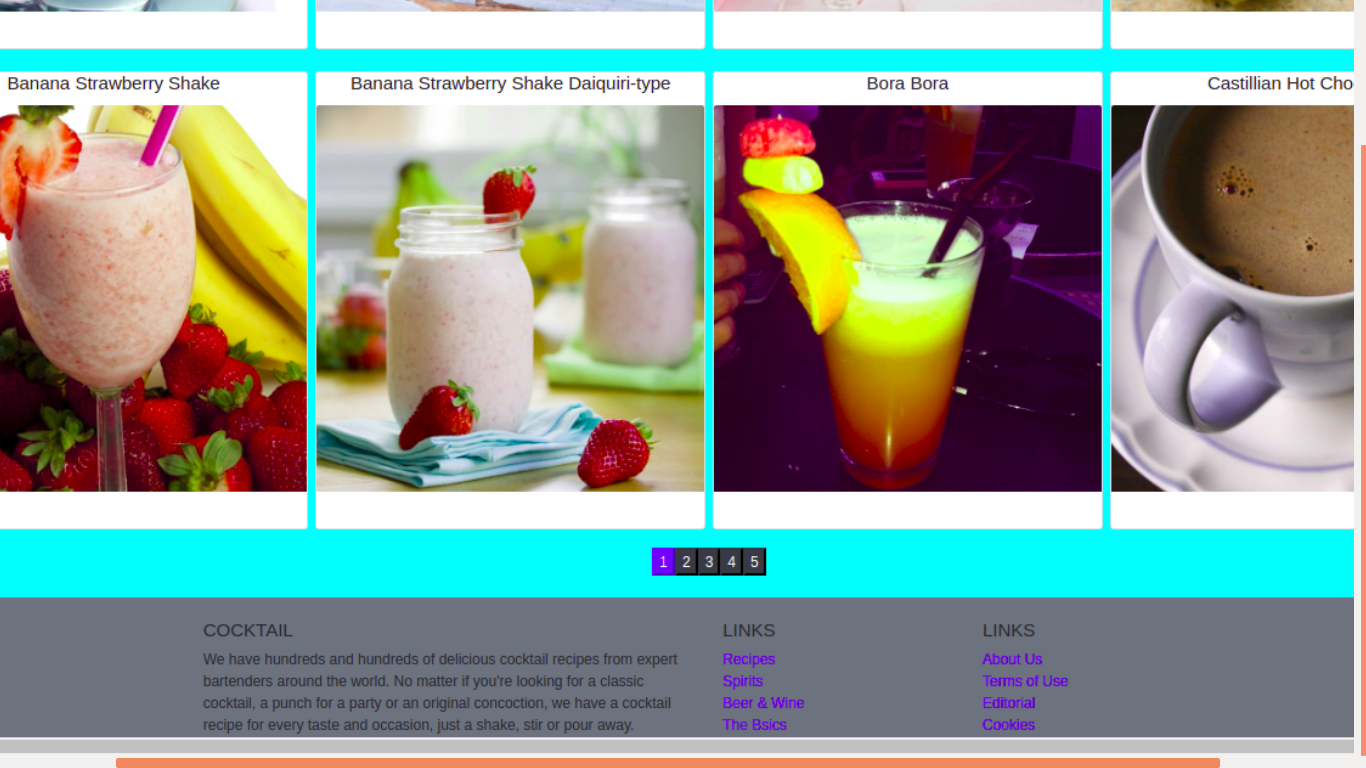 Banana Strawberry Shake
Banana Strawberry Shake Daiquiri-type
Bora Bora
Castillian Hot Cho
1 2 3 4 5
COCKTAIL
We have hundreds and hundreds of delicious cocktail recipes from expert
bartenders around the world. No matter if you're looking for a classic
cocktail, a punch for a party or an original concoction, we have a cocktail
recipe for every taste and occasion, just a shake, stir or pour away.
LINKS
Recipes
Spirits
Beer & Wine
The Bsics
LINKS
About Us
Terms of Use
Editorial
Cookies